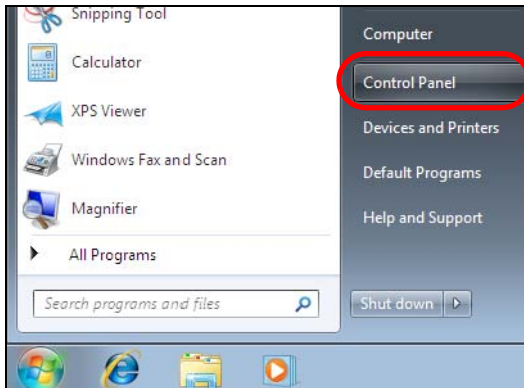 Snipping Tool
Calculator
XPS Viewer
Windows Fax and Scan
Magnifier
All Programs
Search programs and files
Computer
Control Panel
Devices and Printers
Default Programs
Help and Support
Shut down